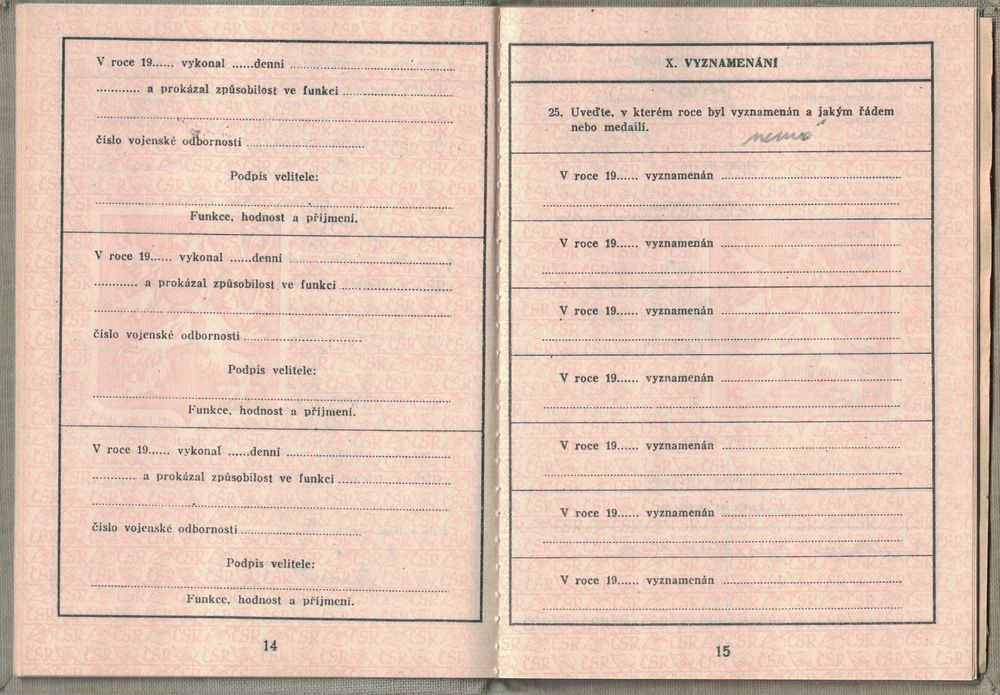 V roce 19...... vykonal ......denní ..............................
............ a prokázal způsobilost ve funkci ....................
číslo vojenské odbornosti ..............................
Podpis velitele:
Funkce, hodnost a příjmení.
V roce 19...... vykonal ......denní ..............................
............ a prokázal způsobilost ve funkci ....................
číslo vojenské odbornosti ..............................
Podpis velitele:
Funkce, hodnost a příjmení.
V roce 19...... vykonal ......denní ..............................
............ a prokázal způsobilost ve funkci ....................
číslo vojenské odbornosti ..............................
Podpis velitele:
Funkce, hodnost a příjmení.
14
X. VYZNAMENÁNÍ
25. Uveďte, v kterém roce byl vyznamenán a jakým řádem
nebo medailí.
nemá
V roce 19...... vyznamenán ..............................
V roce 19...... vyznamenán ..............................
V roce 19...... vyznamenán ..............................
V roce 19...... vyznamenán ..............................
V roce 19...... vyznamenán ..............................
V roce 19...... vyznamenán ..............................
V roce 19...... vyznamenán ..............................
15